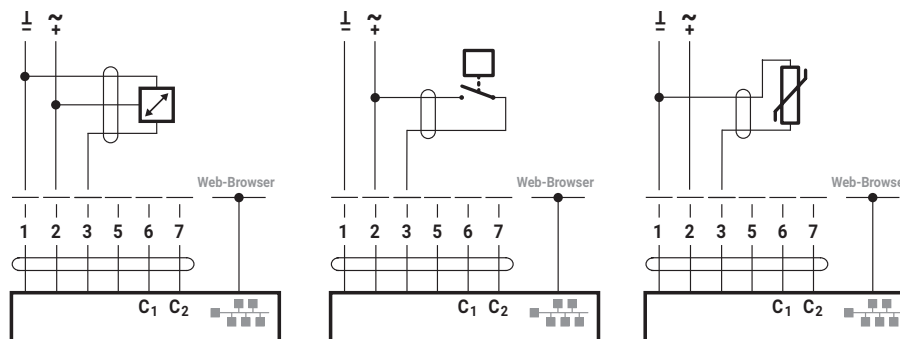 ⊥ ~ ⊥ ~ ⊥ ~
– + – + – +
Web-Browser Web-Browser Web-Browse
1 2 3 5 6 7 1 2 3 5 6 7 1 2 3 5 6 7
C1 C2 C1 C2 C1 C2